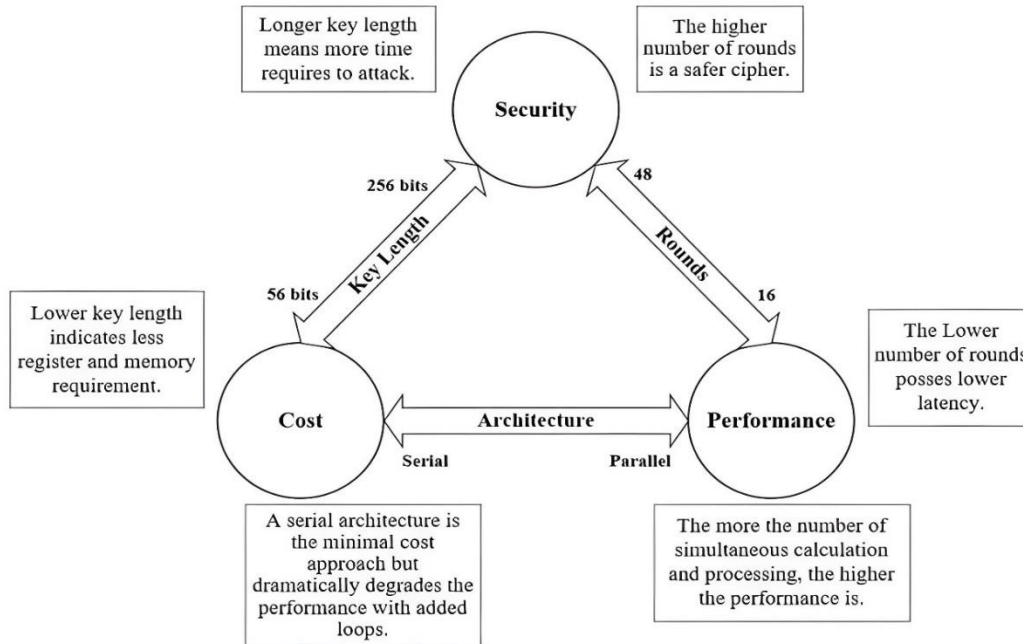 Longer key length
means more time
requires to attack.
The higher
number of rounds
is a safer cipher.
Security
256 bits
48
Key Length
Rounds
56 bits
16
Lower key length
indicates less
register and memory
requirement.
The Lower
number of rounds
posses lower
latency.
Cost
Architecture
Performance
Serial
Parallel
A serial architecture is
the minimal cost
approach but
dramatically degrades the
performance with added
loops.
The more the number of
simultaneous calculation
and processing, the higher
the performance is.